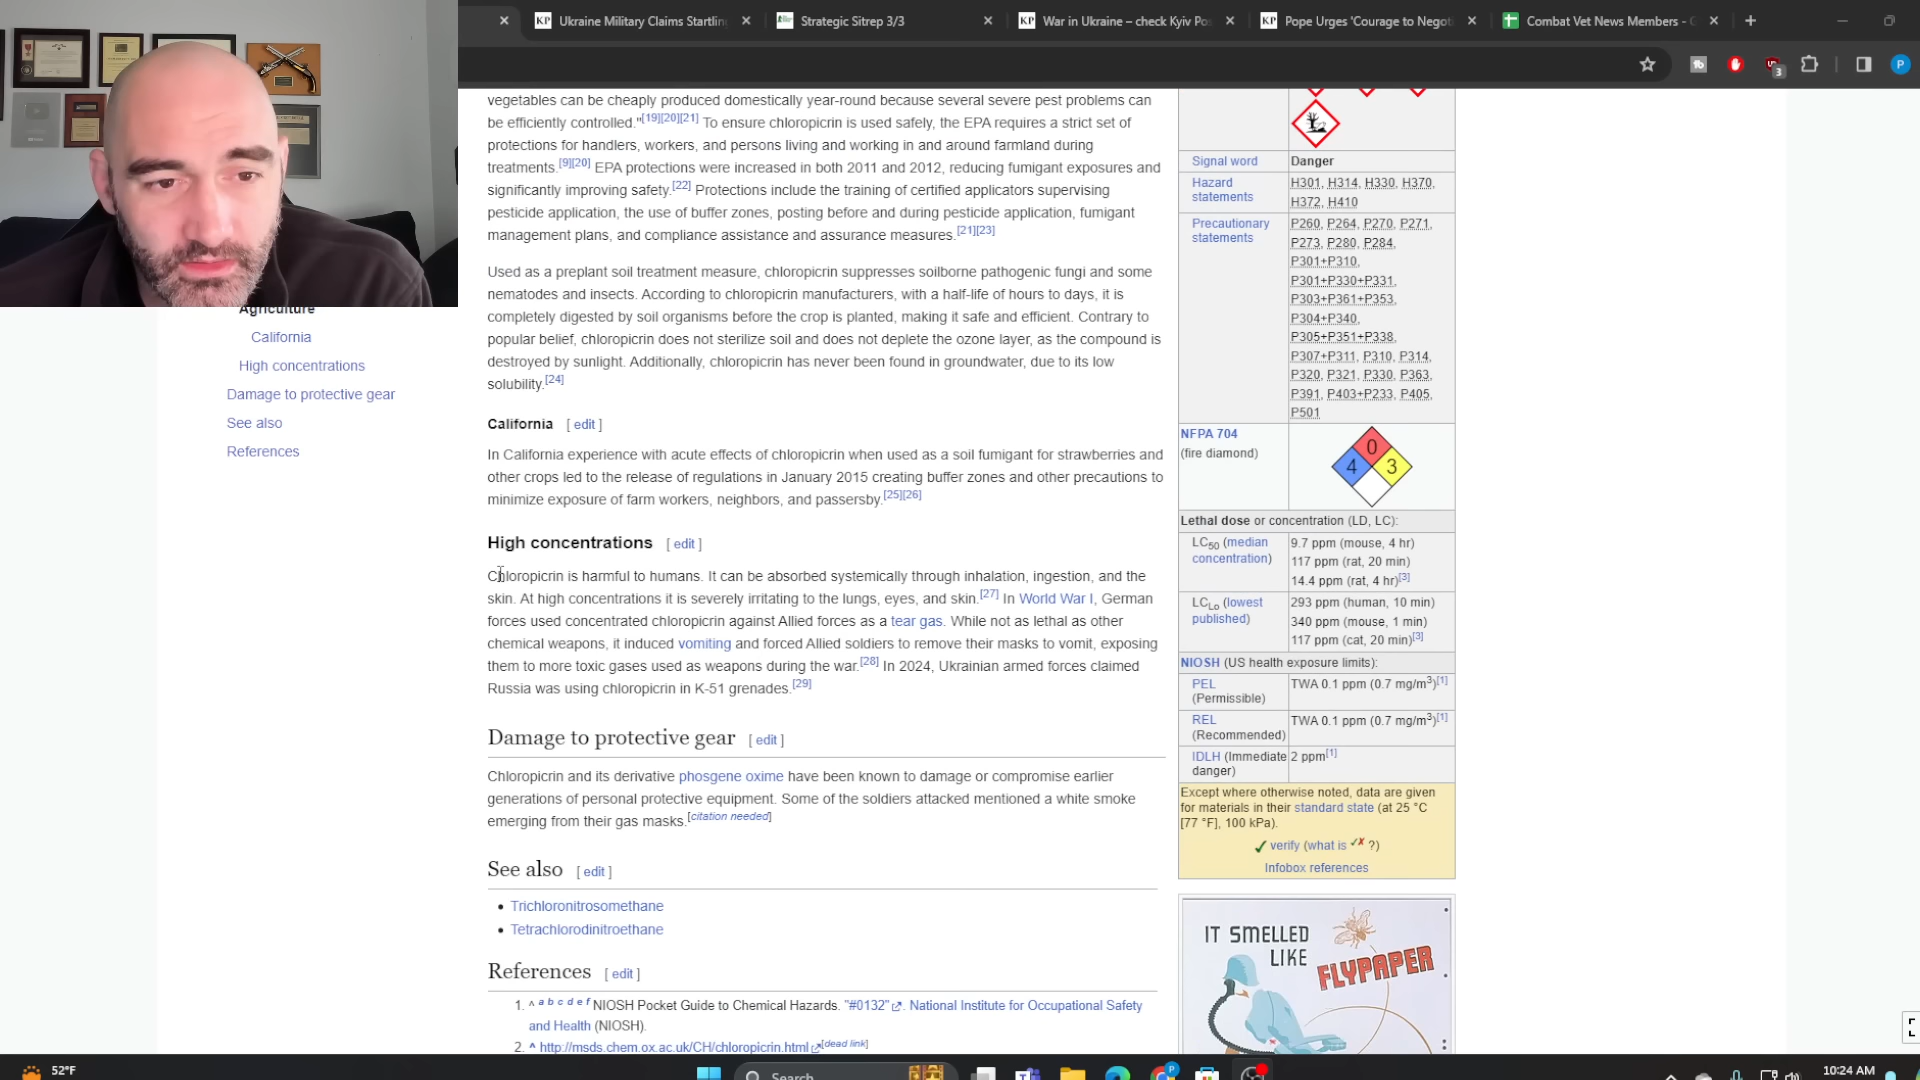 Ukraine Military Claims Startlin
Strategic Sitrep 3/3
War in Ukraine – check Kyiv Po
Pope Urges 'Courage to Negot
Combat Vet News Members - G
vegetables can be cheaply produced domestically year-round because several severe pest problems can
be efficiently controlled."[19][20][21] To ensure chloropicrin is used safely, the EPA requires a strict set of
protections for handlers, workers, and persons living and working in and around farmland during
treatments.[9][20] EPA protections were increased in both 2011 and 2012, reducing fumigant exposures and
significantly improving safety.[22] Protections include the training of certified applicators supervising
pesticide application, the use of buffer zones, posting before and during pesticide application, fumigant
management plans, and compliance assistance and assurance measures.[21][23]
Used as a preplant soil treatment measure, chloropicrin suppresses soilborne pathogenic fungi and some
nematodes and insects. According to chloropicrin manufacturers, with a half-life of hours to days, it is
completely digested by soil organisms before the crop is planted, making it safe and efficient. Contrary to
popular belief, chloropicrin does not sterilize soil and does not deplete the ozone layer, as the compound is
destroyed by sunlight. Additionally, chloropicrin has never been found in groundwater, due to its low
solubility.[24]
California [ edit ]
In California experience with acute effects of chloropicrin when used as a soil fumigant for strawberries and
other crops led to the release of regulations in January 2015 creating buffer zones and other precautions to
minimize exposure of farm workers, neighbors, and passersby.[25][26]
High concentrations [ edit ]
Chloropicrin is harmful to humans. It can be absorbed systemically through inhalation, ingestion, and the
skin. At high concentrations it is severely irritating to the lungs, eyes, and skin.[27] In World War I, German
forces used concentrated chloropicrin against Allied forces as a tear gas. While not as lethal as other
chemical weapons, it induced vomiting and forced Allied soldiers to remove their masks to vomit, exposing
them to more toxic gases used as weapons during the war.[28] In 2024, Ukrainian armed forces claimed
Russia was using chloropicrin in K-51 grenades.[29]
Damage to protective gear [ edit ]
Chloropicrin and its derivative phosgene oxime have been known to damage or compromise earlier
generations of personal protective equipment. Some of the soldiers attacked mentioned a white smoke
emerging from their gas masks.[citation needed]
See also [ edit ]
• Trichloronitrosomethane
• Tetrachlorodinitroethane
References [ edit ]
1. ^ a b c d e f NIOSH Pocket Guide to Chemical Hazards. "#0132". National Institute for Occupational Safety
and Health (NIOSH).
2. ^ http://msds.chem.ox.ac.uk/CH/chloropicrin.html[dead link]
Agriculture
California
High concentrations
Damage to protective gear
See also
References
Signal word Danger
Hazard statements H301, H314, H330, H370,
H372, H410
Precautionary statements P260, P264, P270, P271,
P273, P280, P284,
P301+P310,
P301+P330+P331,
P303+P361+P353,
P304+P340,
P305+P351+P338,
P307+P311, P310, P314,
P320, P321, P330, P363,
P391, P403+P233, P405,
P501
NFPA 704
(fire diamond)
0
4 3
Lethal dose or concentration (LD, LC):
LC50 (median concentration) 9.7 ppm (mouse, 4 hr)
117 ppm (rat, 20 min)
14.4 ppm (rat, 4 hr)[3]
LCLo (lowest published) 293 ppm (human, 10 min)
340 ppm (mouse, 1 min)
117 ppm (cat, 20 min)[3]
NIOSH (US health exposure limits):
PEL (Permissible) TWA 0.1 ppm (0.7 mg/m3)[1]
REL (Recommended) TWA 0.1 ppm (0.7 mg/m3)[1]
IDLH (Immediate danger) 2 ppm[1]
Except where otherwise noted, data are given
for materials in their standard state (at 25 °C
[77 °F], 100 kPa).
verify (what is ✓✗ ?)
Infobox references
IT SMELLED
LIKE
FLYPAPER
52°F
Search
10:24 AM